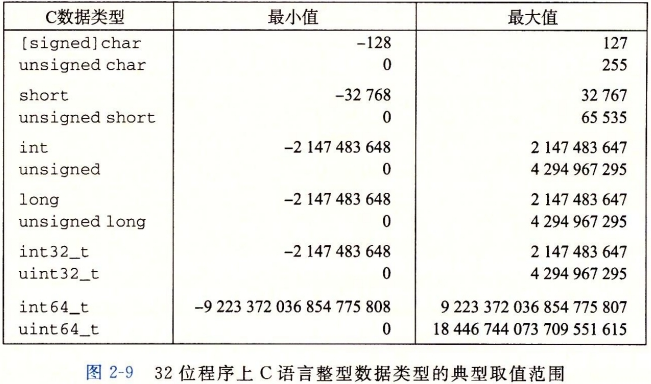 C数据类型 最小值 最大值
[signed]char -128 127
unsigned char 0 255
short -32 768 32 767
unsigned short 0 65 535
int -2 147 483 648 2 147 483 647
unsigned 0 4 294 967 295
long -2 147 483 648 2 147 483 647
unsigned long 0 4 294 967 295
int32_t -2 147 483 648 2 147 483 647
uint32_t 0 4 294 967 295
int64_t -9 223 372 036 854 775 808 9 223 372 036 854 775 807
uint64_t 0 18 446 744 073 709 551 615
图 2-9 32 位程序上 C 语言整型数据类型的典型取值范围